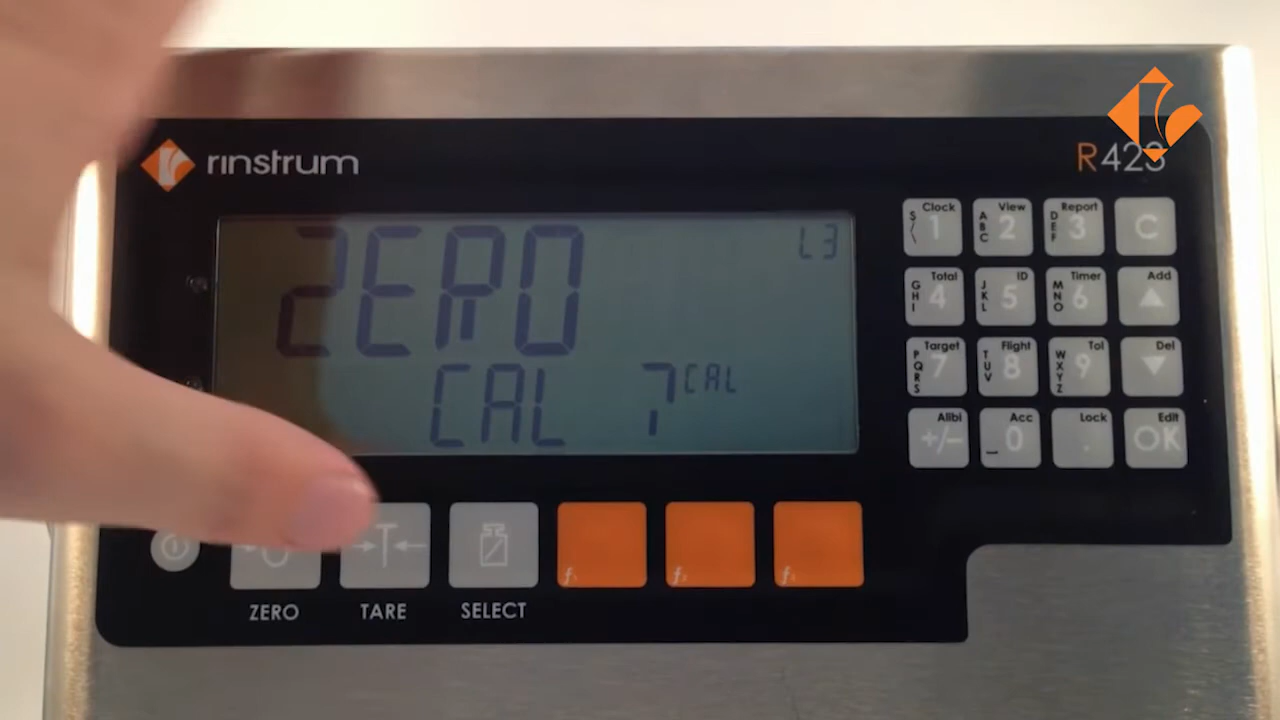 rinstrum
R423
ZERO
L3
CAL 7 CAL
Clock
S
1
View
ABC
2
Report
DEF
3
C
Total
GHI
4
ID
JKL
5
Timer
MNO
6
Add
Target
PQRS
7
Flight
TUV
8
Tol
WXYZ
9
Del
Alibi
+/-
Acc
_0
Lock
.
Edit
OK
ZERO
TARE
SELECT